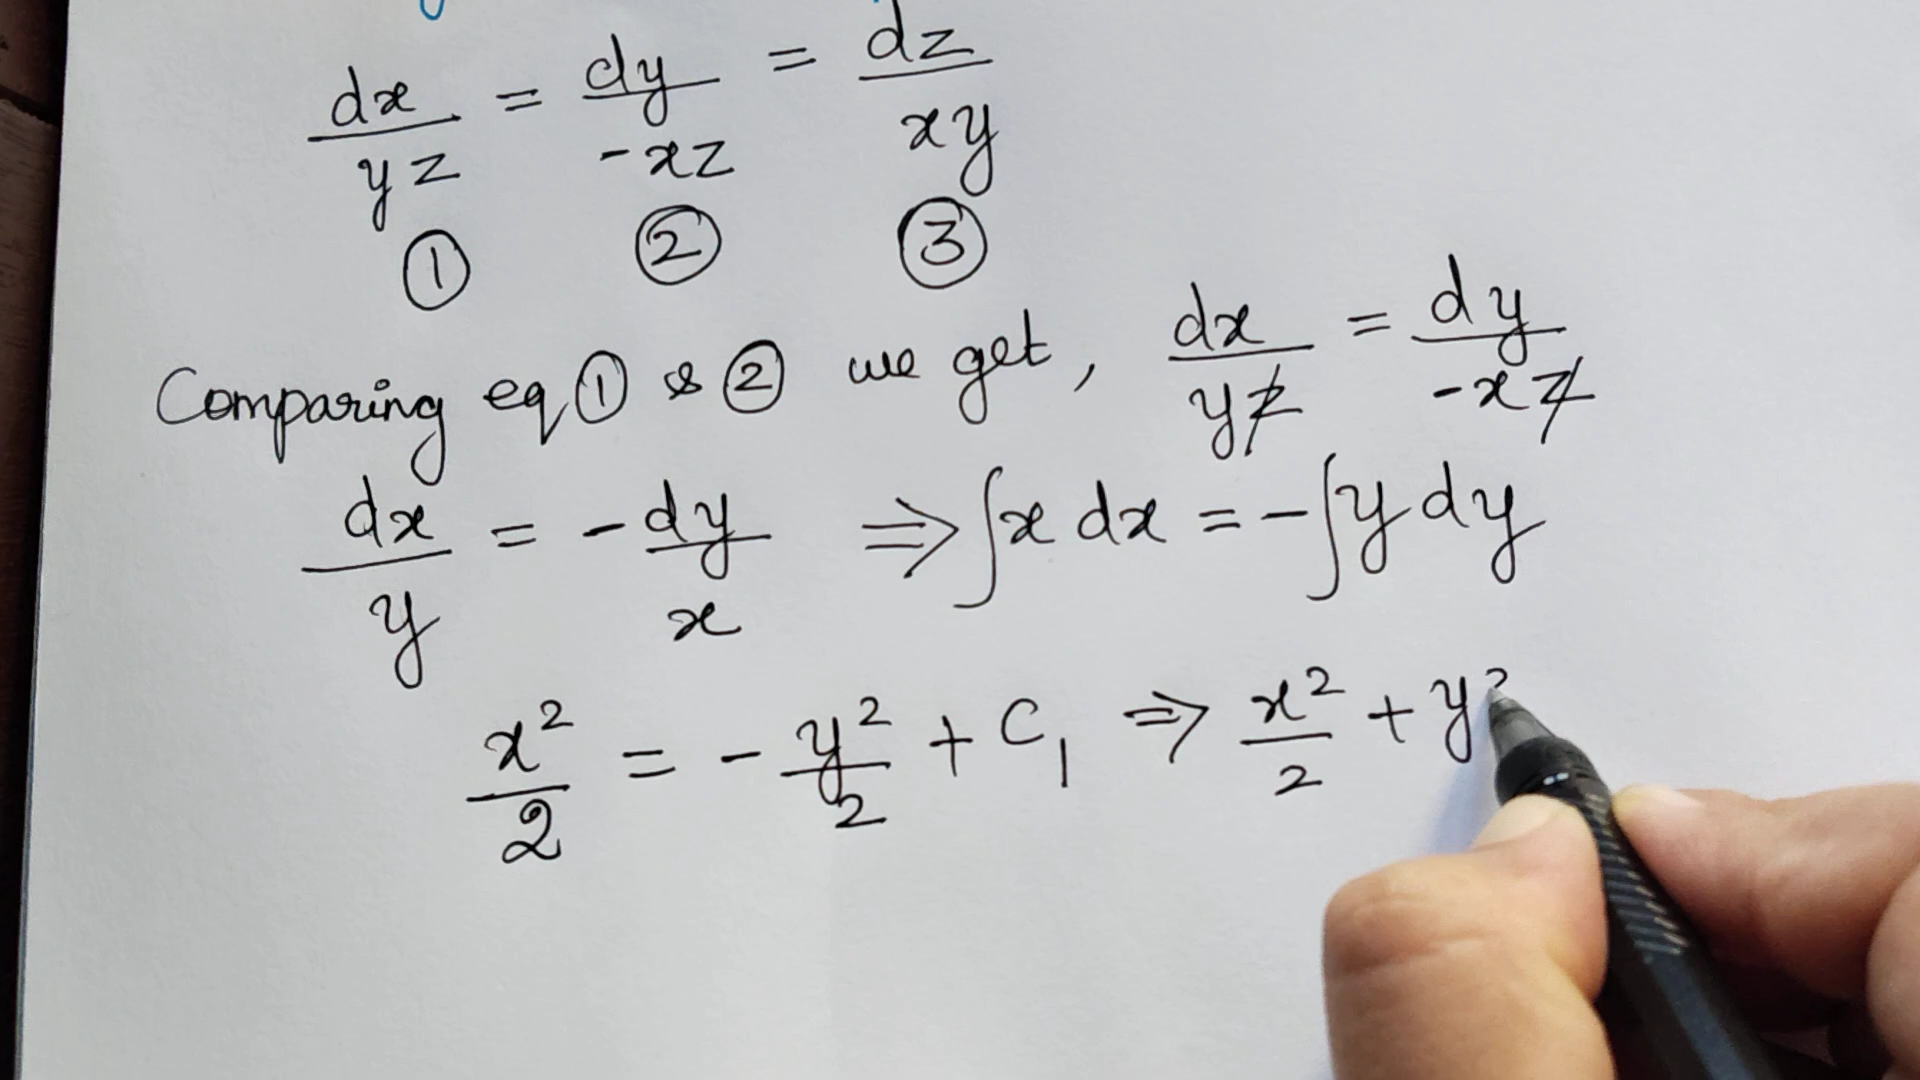 dx/yz = dy/-xz = dz/xy
① ② ③
Comparing eq ① & ② we get, dx/yz = dy/-xz
dx/y = - dy/x ⇒ ∫x dx = -∫y dy
x²/2 = - y²/2 + C₁ ⇒ x²/2 + y²